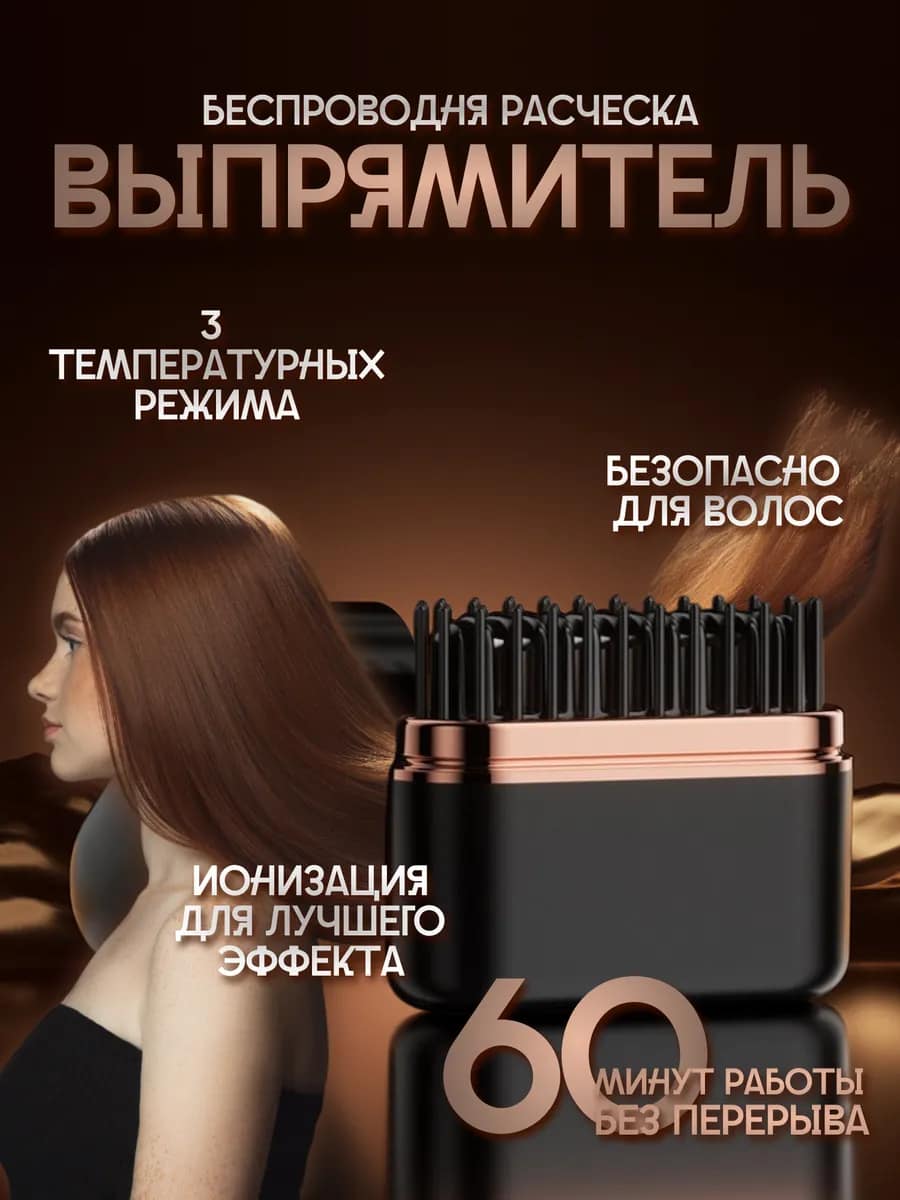 БЕСПРОВОДНЯ РАСЧЕСКА
ВЫПРЯМИТЕЛЬ
3
ТЕМПЕРАТУРНЫХ
РЕЖИМА
БЕЗОПАСНО
ДЛЯ ВОЛОС
ИОНИЗАЦИЯ
ДЛЯ ЛУЧШЕГО
ЭФФЕКТА
60
МИНУТ РАБОТЫ
БЕЗ ПЕРЕРЫВА